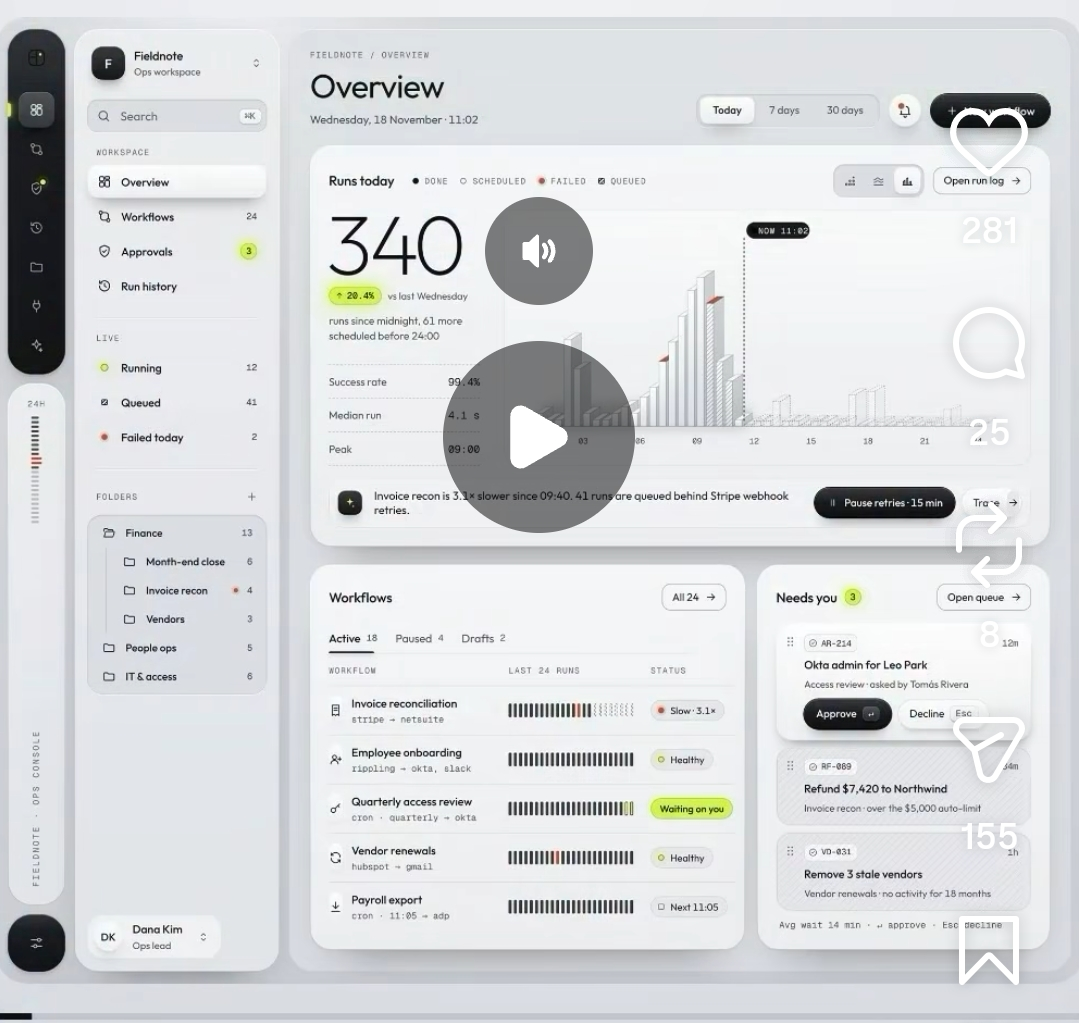 F
Fieldnote
Ops workspace
Search
⌘K
WORKSPACE
Overview
Workflows 24
Approvals 3
Run history
LIVE
Running 12
Queued 41
Failed today 2
FOLDERS +
Finance 13
Month-end close 6
Invoice recon 4
Vendors 3
People ops 5
IT & access 6
DK
Dana Kim
Ops lead
24H
FIELDNOTE · OPS CONSOLE
FIELDNOTE / OVERVIEW
Overview
Wednesday, 18 November · 11:02
Today 7 days 30 days
Runs today
DONE SCHEDULED FAILED QUEUED
Open run log →
340
↑ 20.4% vs last Wednesday
runs since midnight, 61 more
scheduled before 24:00
Success rate 99.4%
Median run 4.1 s
Peak 09:00
NOW 11:02
03 06 09 12 15 18 21
Invoice recon is 3.1× slower since 09:40. 41 runs are queued behind Stripe webhook
retries.
Pause retries · 15 min
Workflows
All 24 →
Active 18 Paused 4 Drafts 2
WORKFLOW LAST 24 RUNS STATUS
Invoice reconciliation
stripe → netsuite
Slow · 3.1×
Employee onboarding
rippling → okta, slack
Healthy
Quarterly access review
cron · quarterly → okta
Waiting on you
Vendor renewals
hubspot → gmail
Healthy
Payroll export
cron · 11:05 → adp
Next 11:05
Needs you 3
Open queue →
AR-214 12m
Okta admin for Leo Park
Access review · asked by Tomás Rivera
Approve ↵
Decline Esc
RF-089
Refund $7,420 to Northwind
Invoice recon · over the $5,000 auto-limit
VD-031 1h
Remove 3 stale vendors
Vendor renewals · no activity for 18 months
Avg wait 14 min · ↵ approve · Esc decline
281
25
8
155